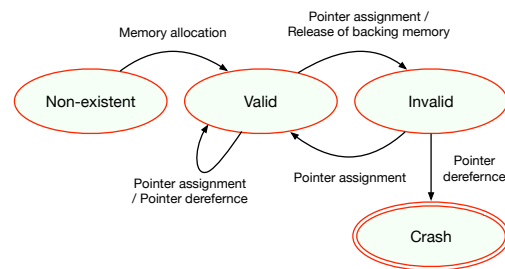 Pointer assignment /
Release of backing memory
Memory allocation
Non-existent
Valid
Invalid
Pointer assignment
/ Pointer derefernce
Pointer assignment
Pointer
derefernce
Crash